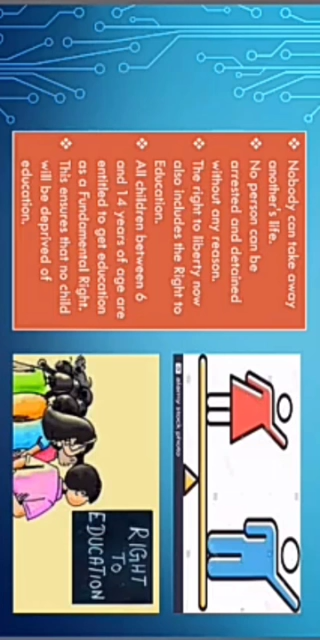 ❖ Nobody can take away
another's life.
❖ No person can be
arrested and detained
without any reason.
❖ The right to liberty now
also includes the Right to
Education.
❖ All children between 6
and 14 years of age are
entitled to get education
as a Fundamental Right.
❖ This ensures that no child
will be deprived of
education.
a alamy stock photo
RIGHT
TO
EDUCATION